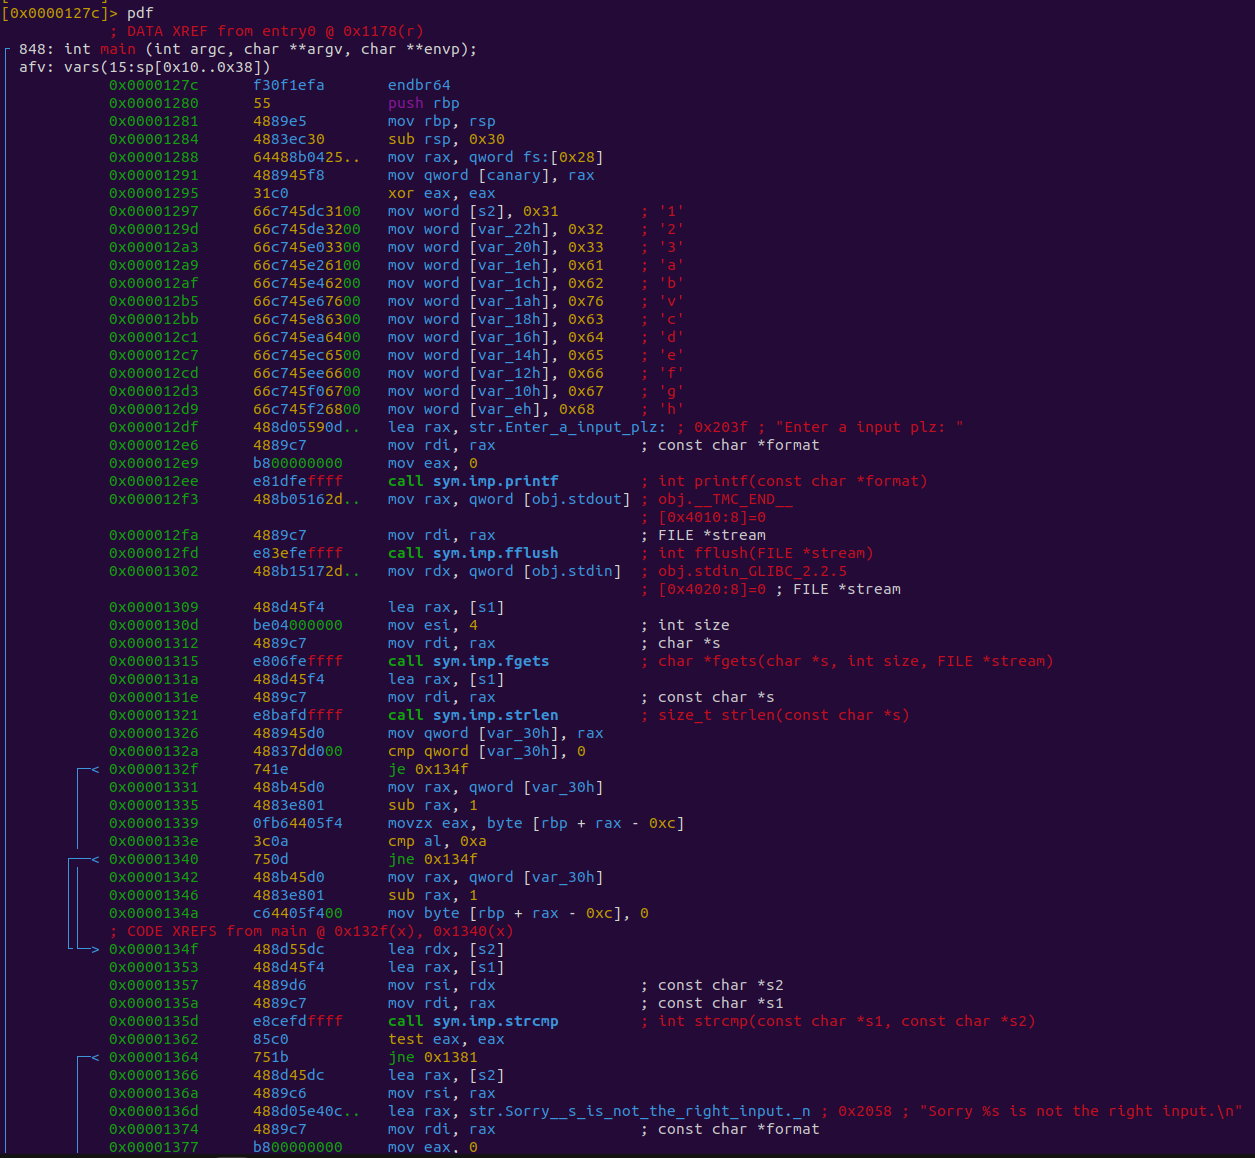 [0x0000127c]> pdf
; DATA XREF from entry0 @ 0x1178(r)
848: int main (int argc, char **argv, char **envp);
afv: vars(15:sp[0x10..0x38])
0x0000127c f30f1efa endbr64
0x00001280 55 push rbp
0x00001281 4889e5 mov rbp, rsp
0x00001284 4883ec30 sub rsp, 0x30
0x00001288 64488b0425.. mov rax, qword fs:[0x28]
0x00001291 488945f8 mov qword [canary], rax
0x00001295 31c0 xor eax, eax
0x00001297 66c745dc3100 mov word [s2], 0x31 ; '1'
0x0000129d 66c745de3200 mov word [var_22h], 0x32 ; '2'
0x000012a3 66c745e03300 mov word [var_20h], 0x33 ; '3'
0x000012a9 66c745e26100 mov word [var_1eh], 0x61 ; 'a'
0x000012af 66c745e46200 mov word [var_1ch], 0x62 ; 'b'
0x000012b5 66c745e67600 mov word [var_1ah], 0x76 ; 'v'
0x000012bb 66c745e86300 mov word [var_18h], 0x63 ; 'c'
0x000012c1 66c745ea6400 mov word [var_16h], 0x64 ; 'd'
0x000012c7 66c745ec6500 mov word [var_14h], 0x65 ; 'e'
0x000012cd 66c745ee6600 mov word [var_12h], 0x66 ; 'f'
0x000012d3 66c745f06700 mov word [var_10h], 0x67 ; 'g'
0x000012d9 66c745f26800 mov word [var_eh], 0x68 ; 'h'
0x000012df 488d05590d.. lea rax, str.Enter_a_input_plz: ; 0x203f ; "Enter a input plz: "
0x000012e6 4889c7 mov rdi, rax ; const char *format
0x000012e9 b800000000 mov eax, 0
0x000012ee e81dfeffff call sym.imp.printf ; int printf(const char *format)
0x000012f3 488b05162d.. mov rax, qword [obj.stdout] ; obj.__TMC_END__
; [0x4010:8]=0
0x000012fa 4889c7 mov rdi, rax ; FILE *stream
0x000012fd e83efeffff call sym.imp.fflush ; int fflush(FILE *stream)
0x00001302 488b15172d.. mov rdx, qword [obj.stdin] ; obj.stdin_GLIBC_2.2.5
; [0x4020:8]=0 ; FILE *stream
0x00001309 488d45f4 lea rax, [s1]
0x0000130d be04000000 mov esi, 4 ; int size
0x00001312 4889c7 mov rdi, rax ; char *s
0x00001315 e806feffff call sym.imp.fgets ; char *fgets(char *s, int size, FILE *stream)
0x0000131a 488d45f4 lea rax, [s1]
0x0000131e 4889c7 mov rdi, rax ; const char *s
0x00001321 e8bafdffff call sym.imp.strlen ; size_t strlen(const char *s)
0x00001326 488945d0 mov qword [var_30h], rax
0x0000132a 48837dd000 cmp qword [var_30h], 0
< 0x0000132f 741e je 0x134f
0x00001331 488b45d0 mov rax, qword [var_30h]
0x00001335 4883e801 sub rax, 1
0x00001339 0fb64405f4 movzx eax, byte [rbp + rax - 0xc]
0x0000133e 3c0a cmp al, 0xa
< 0x00001340 750d jne 0x134f
0x00001342 488b45d0 mov rax, qword [var_30h]
0x00001346 4883e801 sub rax, 1
0x0000134a c64405f400 mov byte [rbp + rax - 0xc], 0
; CODE XREFS from main @ 0x132f(x), 0x1340(x)
> 0x0000134f 488d55dc lea rdx, [s2]
0x00001353 488d45f4 lea rax, [s1]
0x00001357 4889d6 mov rsi, rdx ; const char *s2
0x0000135a 4889c7 mov rdi, rax ; const char *s1
0x0000135d e8cefdffff call sym.imp.strcmp ; int strcmp(const char *s1, const char *s2)
0x00001362 85c0 test eax, eax
< 0x00001364 751b jne 0x1381
0x00001366 488d45dc lea rax, [s2]
0x0000136a 4889c6 mov rsi, rax
0x0000136d 488d05e40c.. lea rax, str.Sorry__s_is_not_the_right_input._n ; 0x2058 ; "Sorry %s is not the right input.\n"
0x00001374 4889c7 mov rdi, rax ; const char *format
0x00001377 b800000000 mov eax, 0